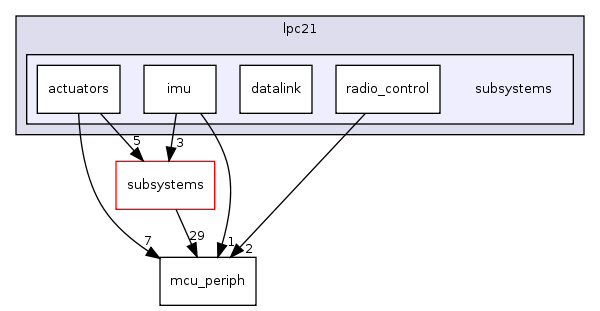 lpc21
actuators
imu
datalink
radio_control
subsystems
5
3
subsystems
7
29
1
2
mcu_periph